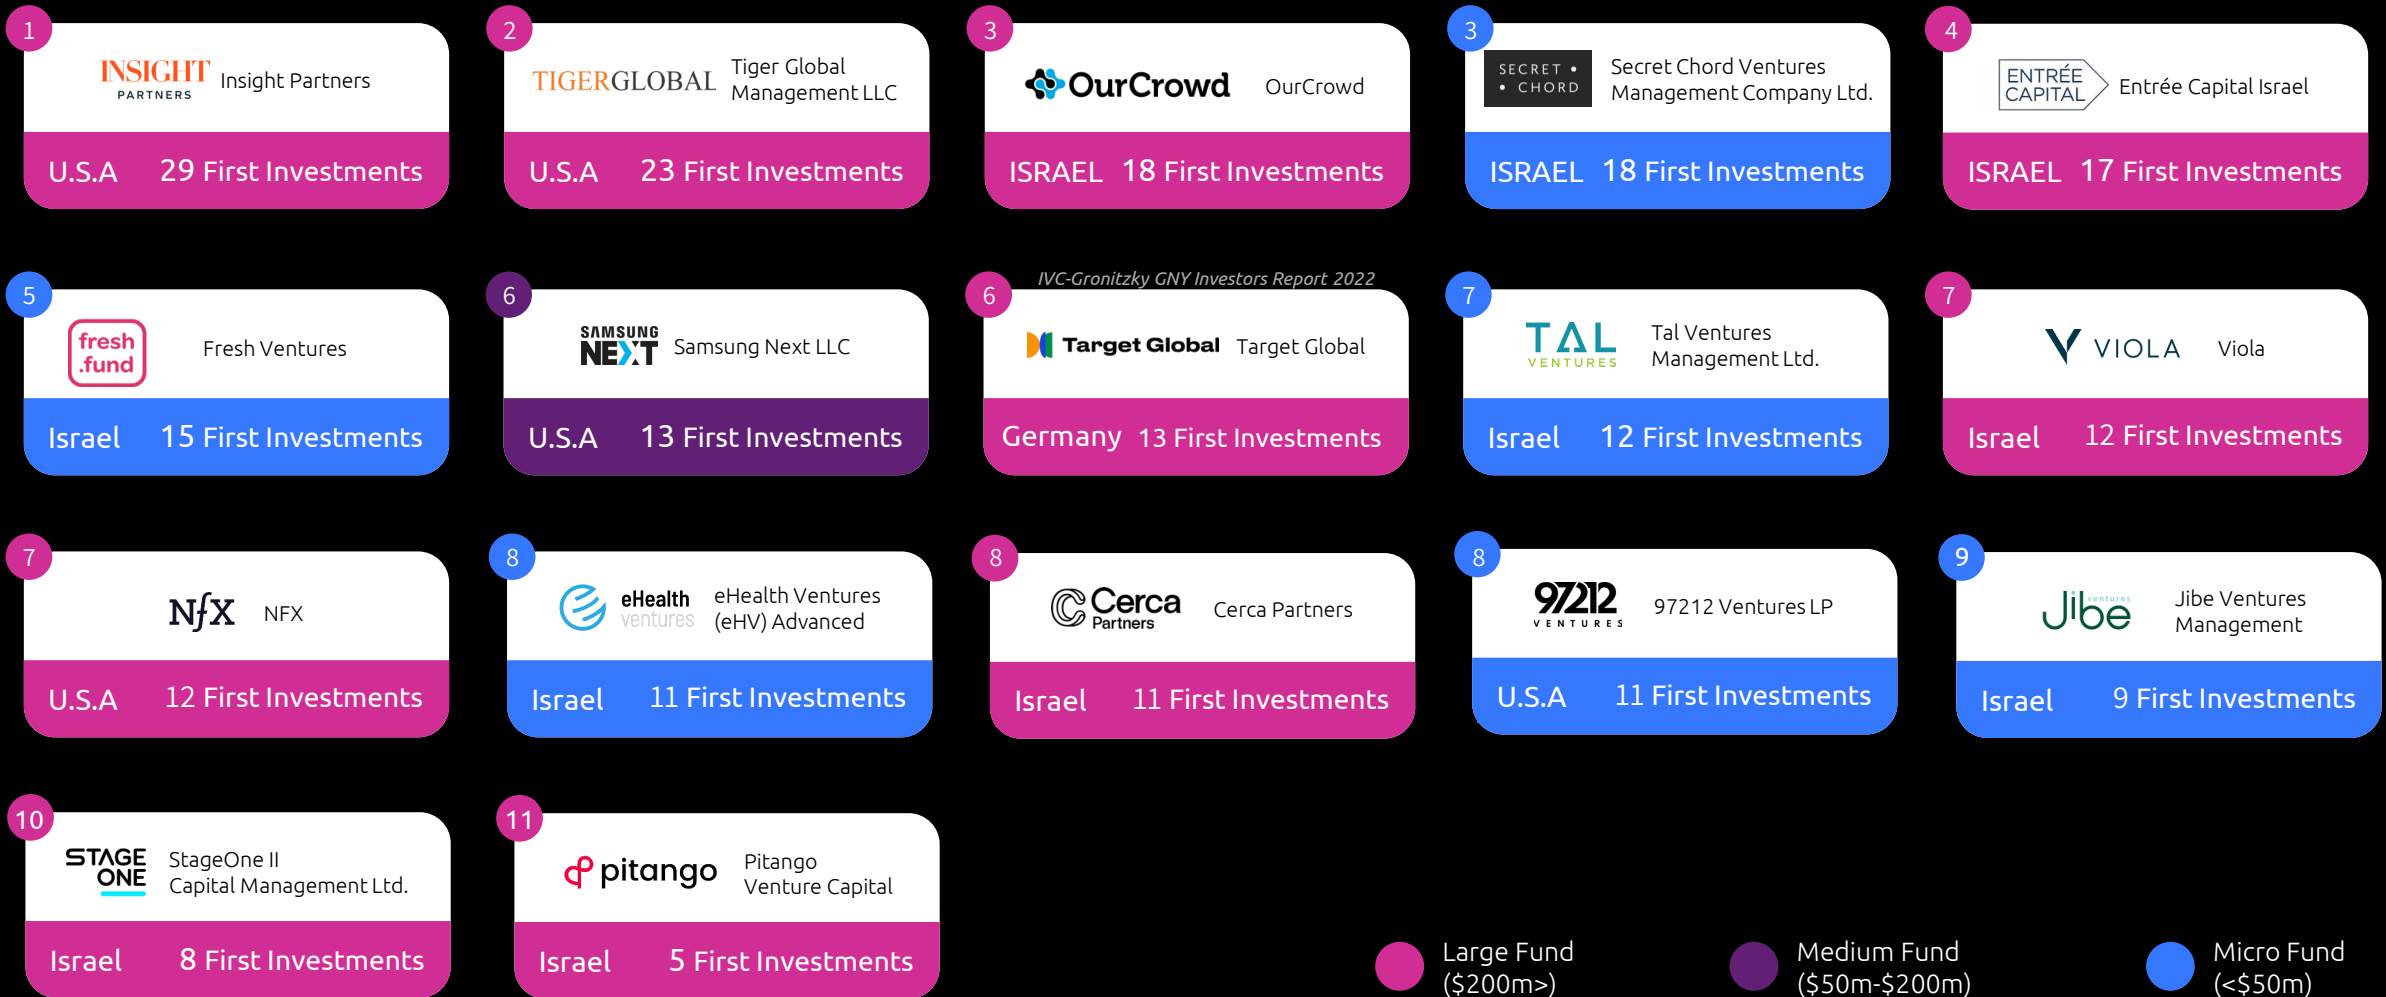 1
INSIGHT
PARTNERS
Insight Partners
U.S.A 29 First Investments
2
TIGERGLOBAL
Tiger Global
Management LLC
U.S.A 23 First Investments
3
OurCrowd
OurCrowd
ISRAEL 18 First Investments
3
SECRET •
• CHORD
Secret Chord Ventures
Management Company Ltd.
ISRAEL 18 First Investments
4
ENTRÉE
CAPITAL
Entrée Capital Israel
ISRAEL 17 First Investments
5
fresh
.fund
Fresh Ventures
Israel 15 First Investments
6
SAMSUNG
NEXT
Samsung Next LLC
U.S.A 13 First Investments
IVC-Gronitzky GNY Investors Report 2022
6
Target Global
Target Global
Germany 13 First Investments
7
TAL
VENTURES
Tal Ventures
Management Ltd.
Israel 12 First Investments
7
VIOLA
Viola
Israel 12 First Investments
7
NfX
NFX
U.S.A 12 First Investments
8
eHealth
ventures
eHealth Ventures
(eHV) Advanced
Israel 11 First Investments
8
Cerca
Partners
Cerca Partners
Israel 11 First Investments
8
97212
VENTURES
97212 Ventures LP
U.S.A 11 First Investments
9
Jibe
ventures
Jibe Ventures
Management
Israel 9 First Investments
10
STAGE
ONE
StageOne II
Capital Management Ltd.
Israel 8 First Investments
11
pitango
Pitango
Venture Capital
Israel 5 First Investments
Large Fund
($200m>)
Medium Fund
($50m-$200m)
Micro Fund
(<$50m)